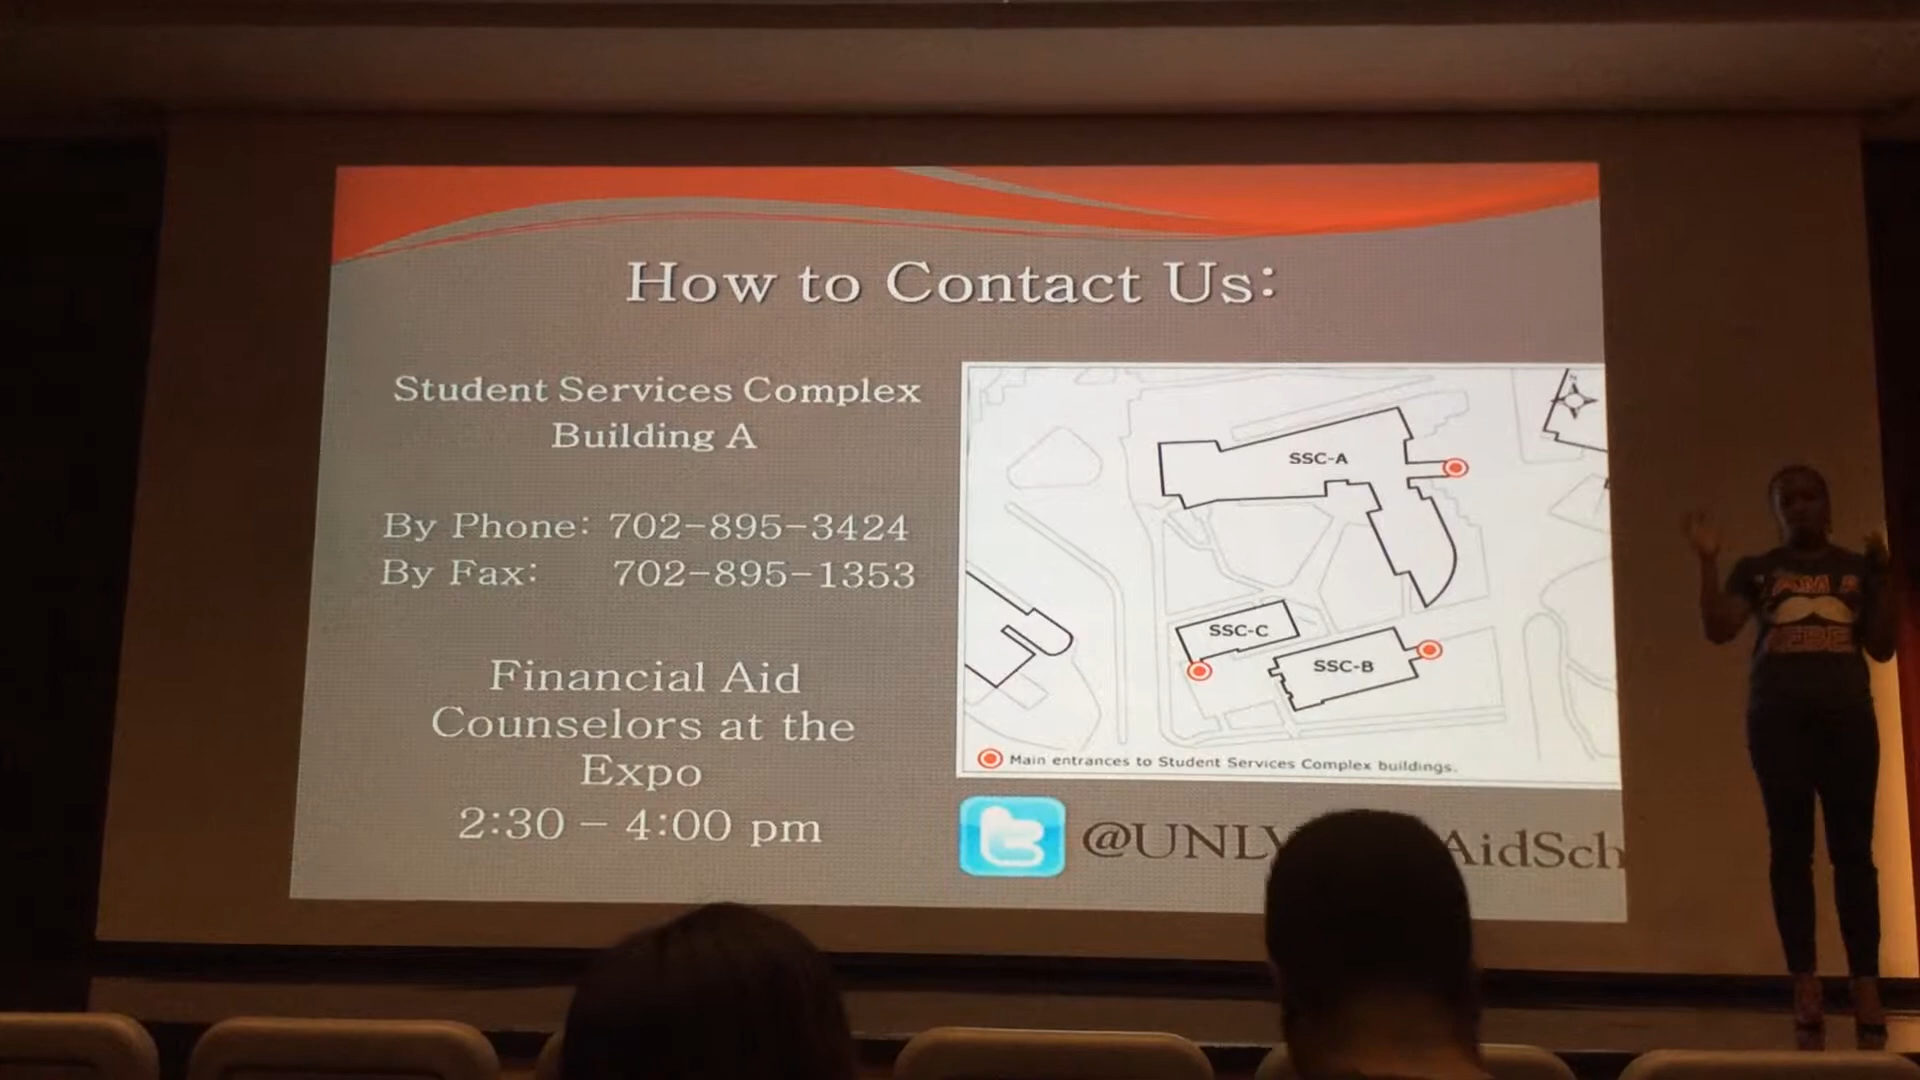 How to Contact Us:
Student Services Complex
Building A
By Phone: 702-895-3424
By Fax: 702-895-1353
Financial Aid
Counselors at the
Expo
2:30 - 4:00 pm
SSC-A
SSC-C
SSC-B
Main entrances to Student Services Complex buildings.
@UNLV AidSch
I AM A
REBEL